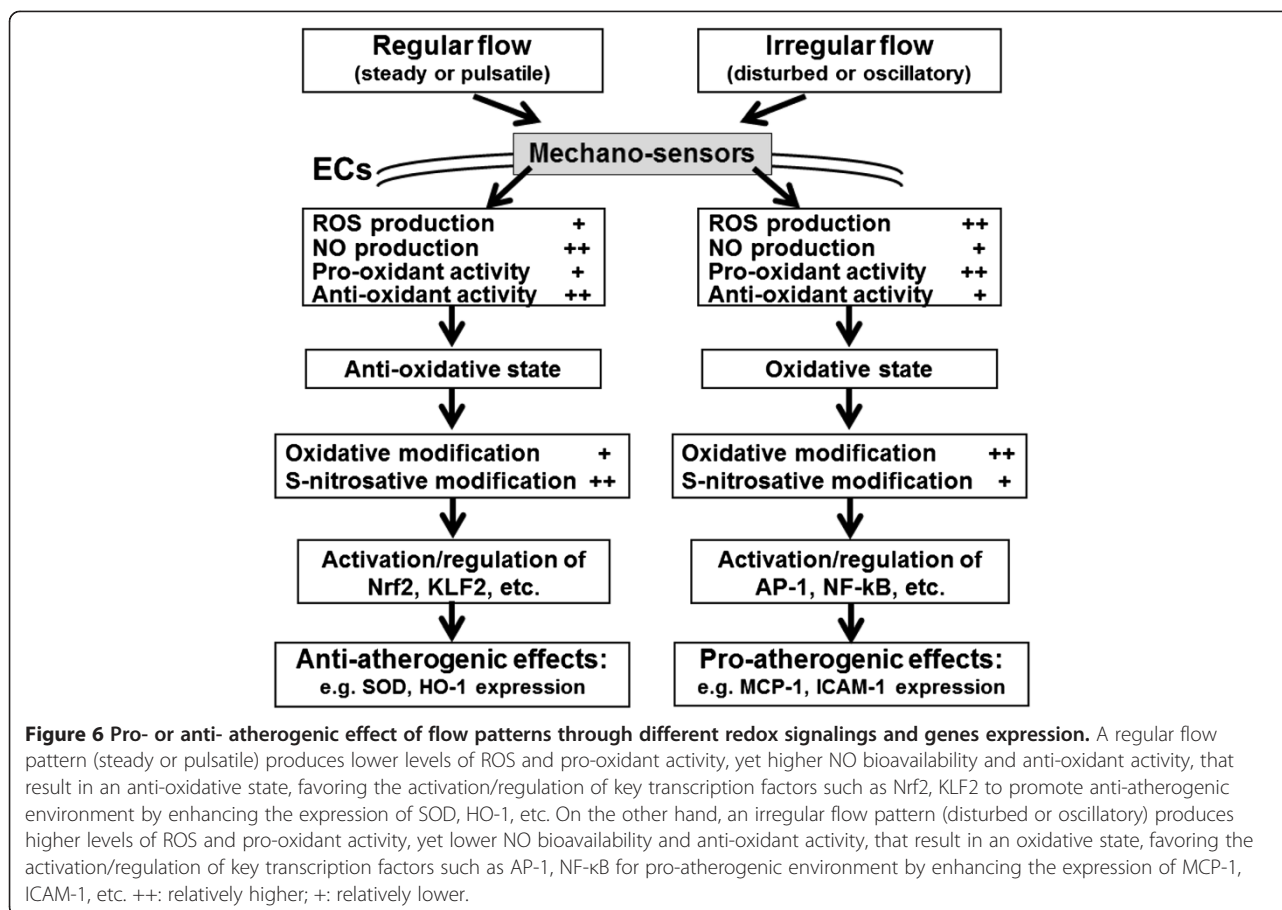 Regular flow
(steady or pulsatile)
Irregular flow
(disturbed or oscillatory)
Mechano-sensors
ECs
ROS production +
NO production ++
Pro-oxidant activity +
Anti-oxidant activity ++
ROS production ++
NO production +
Pro-oxidant activity ++
Anti-oxidant activity +
Anti-oxidative state
Oxidative state
Oxidative modification +
S-nitrosative modification ++
Oxidative modification ++
S-nitrosative modification +
Activation/regulation of
Nrf2, KLF2, etc.
Activation/regulation of
AP-1, NF-kB, etc.
Anti-atherogenic effects:
e.g. SOD, HO-1 expression
Pro-atherogenic effects:
e.g. MCP-1, ICAM-1 expression
Figure 6 Pro- or anti- atherogenic effect of flow patterns through different redox signalings and genes expression. A regular flow
pattern (steady or pulsatile) produces lower levels of ROS and pro-oxidant activity, yet higher NO bioavailability and anti-oxidant activity, that
result in an anti-oxidative state, favoring the activation/regulation of key transcription factors such as Nrf2, KLF2 to promote anti-atherogenic
environment by enhancing the expression of SOD, HO-1, etc. On the other hand, an irregular flow pattern (disturbed or oscillatory) produces
higher levels of ROS and pro-oxidant activity, yet lower NO bioavailability and anti-oxidant activity, that result in an oxidative state, favoring the
activation/regulation of key transcription factors such as AP-1, NF-κB for pro-atherogenic environment by enhancing the expression of MCP-1,
ICAM-1, etc. ++: relatively higher; +: relatively lower.